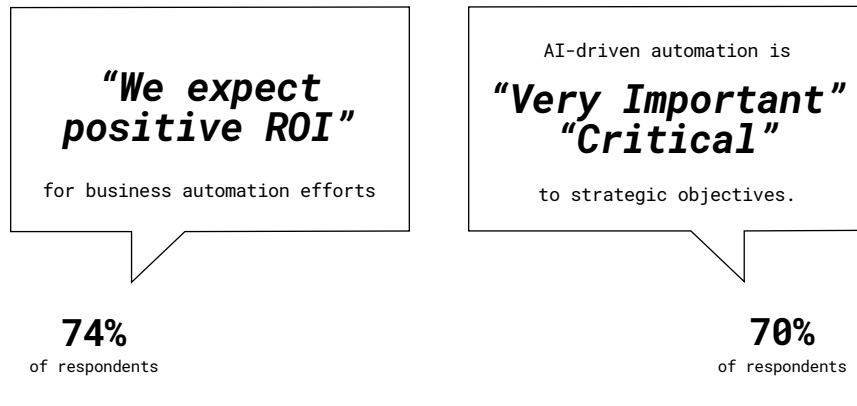 “We expect
positive ROI”
for business automation efforts
74%
of respondents
AI-driven automation is
“Very Important”
“Critical”
to strategic objectives.
70%
of respondents